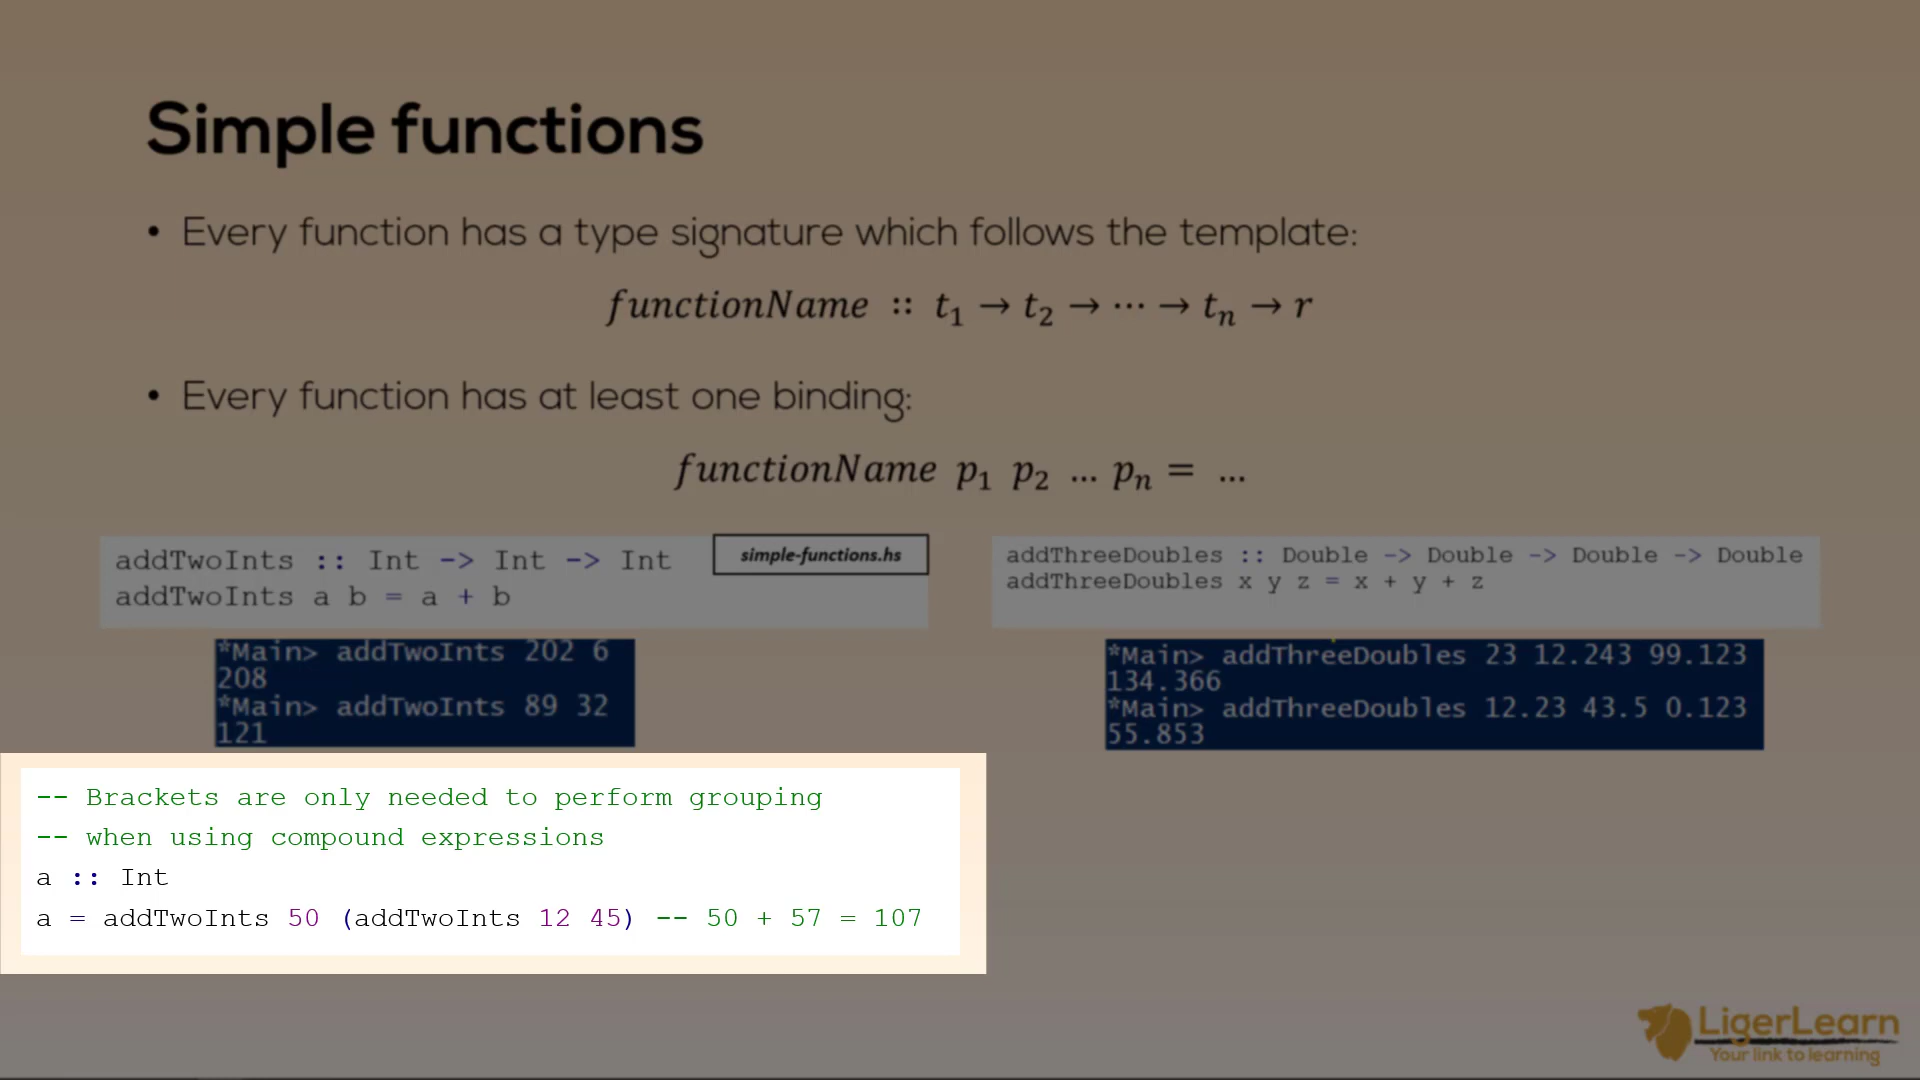 Simple functions
• Every function has a type signature which follows the template:
functionName :: t₁ → t₂ → ⋯ → tₙ → r
• Every function has at least one binding:
functionName p₁ p₂ … pₙ = …
addTwoInts :: Int -> Int -> Int
addTwoInts a b = a + b
simple-functions.hs
*Main> addTwoInts 202 6
208
*Main> addTwoInts 89 32
121
addThreeDoubles :: Double -> Double -> Double -> Double
addThreeDoubles x y z = x + y + z
*Main> addThreeDoubles 23 12.243 99.123
134.366
*Main> addThreeDoubles 12.23 43.5 0.123
55.853
-- Brackets are only needed to perform grouping
-- when using compound expressions
a :: Int
a = addTwoInts 50 (addTwoInts 12 45) -- 50 + 57 = 107
LigerLearn
Your link to learning